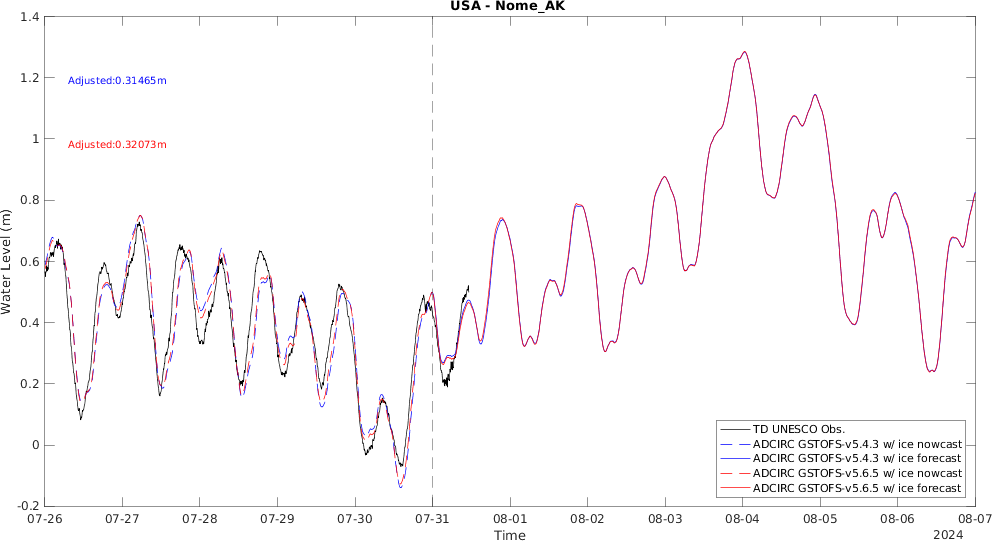 USA - Nome_AK
1.4
1.2
1
0.8
0.6
0.4
0.2
0
-0.2
Water Level (m)
Adjusted:0.31465m
Adjusted:0.32073m
TD UNESCO Obs.
ADCIRC GSTOFS-v5.4.3 w/ ice nowcast
ADCIRC GSTOFS-v5.4.3 w/ ice forecast
ADCIRC GSTOFS-v5.6.5 w/ ice nowcast
ADCIRC GSTOFS-v5.6.5 w/ ice forecast
07-26 07-27 07-28 07-29 07-30 07-31 08-01 08-02 08-03 08-04 08-05 08-06 08-07
Time
2024